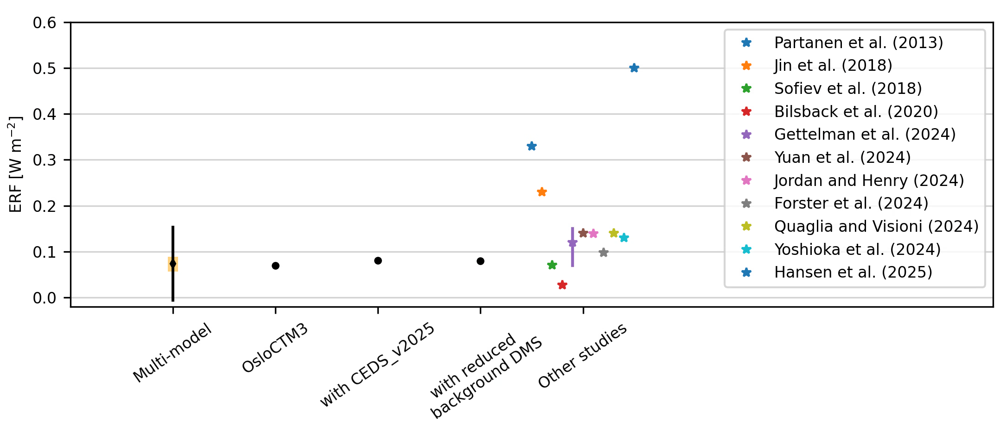 0.6
0.5
0.4
0.3
0.2
0.1
0.0
ERF [W m⁻²]
Partanen et al. (2013)
Jin et al. (2018)
Sofiev et al. (2018)
Bilsback et al. (2020)
Gettelman et al. (2024)
Yuan et al. (2024)
Jordan and Henry (2024)
Forster et al. (2024)
Quaglia and Visioni (2024)
Yoshioka et al. (2024)
Hansen et al. (2025)
Multi-model
OsloCTM3
with CEDS_v2025
with reduced
background DMS
Other studies